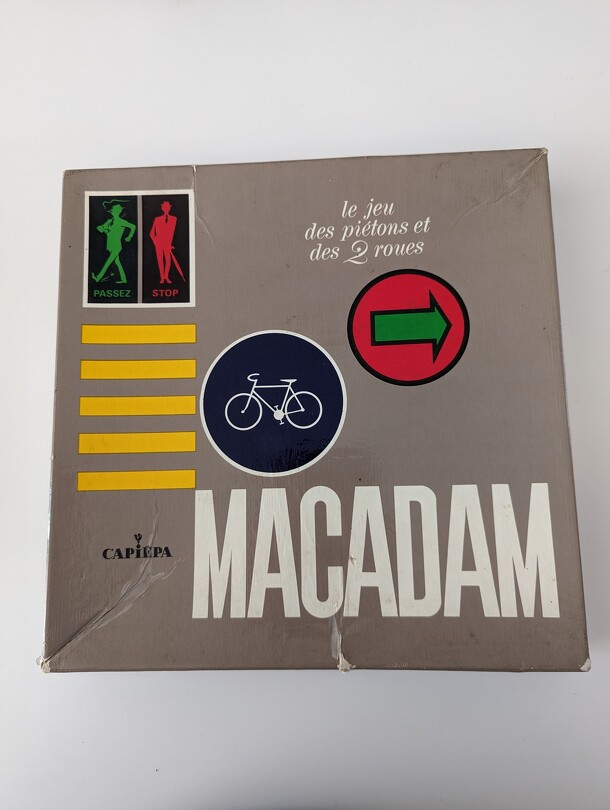 le jeu
des piétons et
des 2 roues
PASSEZ STOP
CAPiEPA
MACADAM